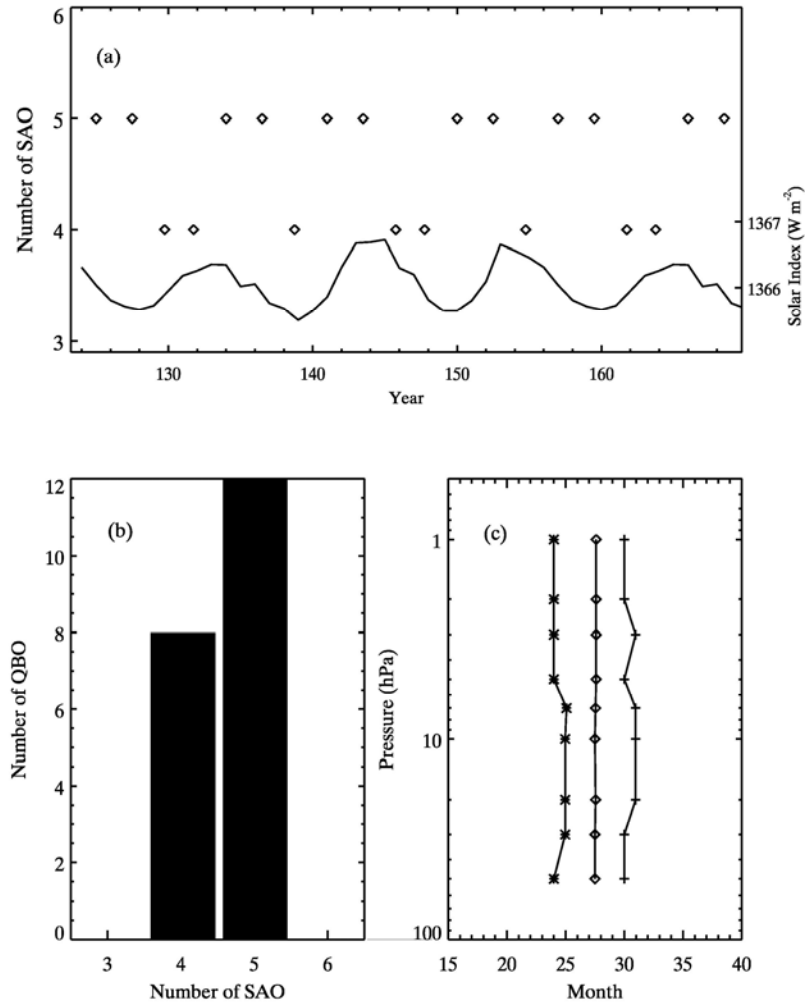 (a)
Number of SAO
6
5
4
3
1367
1366
Solar Index (W m-2)
130 140 150 160
Year
(b)
Number of QBO
12
10
8
6
4
2
0
3 4 5 6
Number of SAO
(c)
Pressure (hPa)
1
10
100
15 20 25 30 35 40
Month